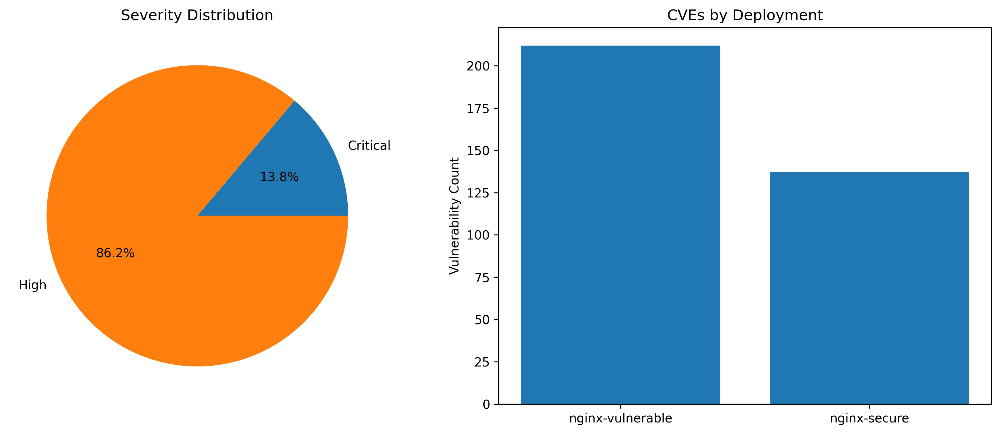 Severity Distribution
Critical
13.8%
86.2%
High
CVEs by Deployment
Vulnerability Count
200
175
150
125
100
75
50
25
0
nginx-vulnerable
nginx-secure